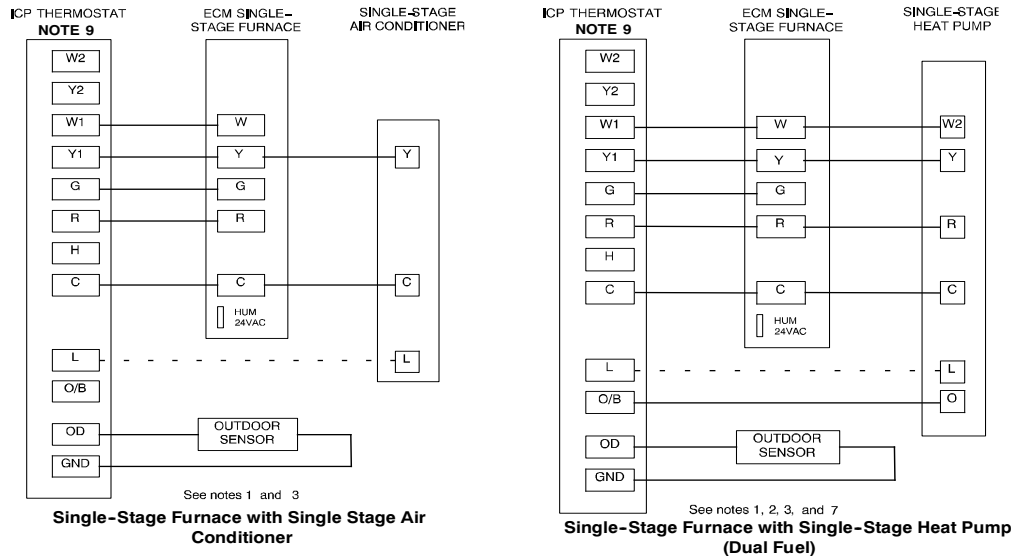 ICP THERMOSTAT
NOTE 9
ECM SINGLE-
STAGE FURNACE
SINGLE-STAGE
AIR CONDITIONER
W2
Y2
W1 W
Y1 Y Y
G G
R R
H
C C C
HUM
24VAC
L L
O/B
OD
OUTDOOR
SENSOR
GND
See notes 1 and 3
Single-Stage Furnace with Single Stage Air
Conditioner
ICP THERMOSTAT
NOTE 9
ECM SINGLE-
STAGE FURNACE
SINGLE-STAGE
HEAT PUMP
W2
Y2
W1 W W2
Y1 Y Y
G G
R R R
H
C C C
HUM
24VAC
L L
O/B O
OD
OUTDOOR
SENSOR
GND
See notes 1, 2, 3, and 7
Single-Stage Furnace with Single-Stage Heat Pump
(Dual Fuel)